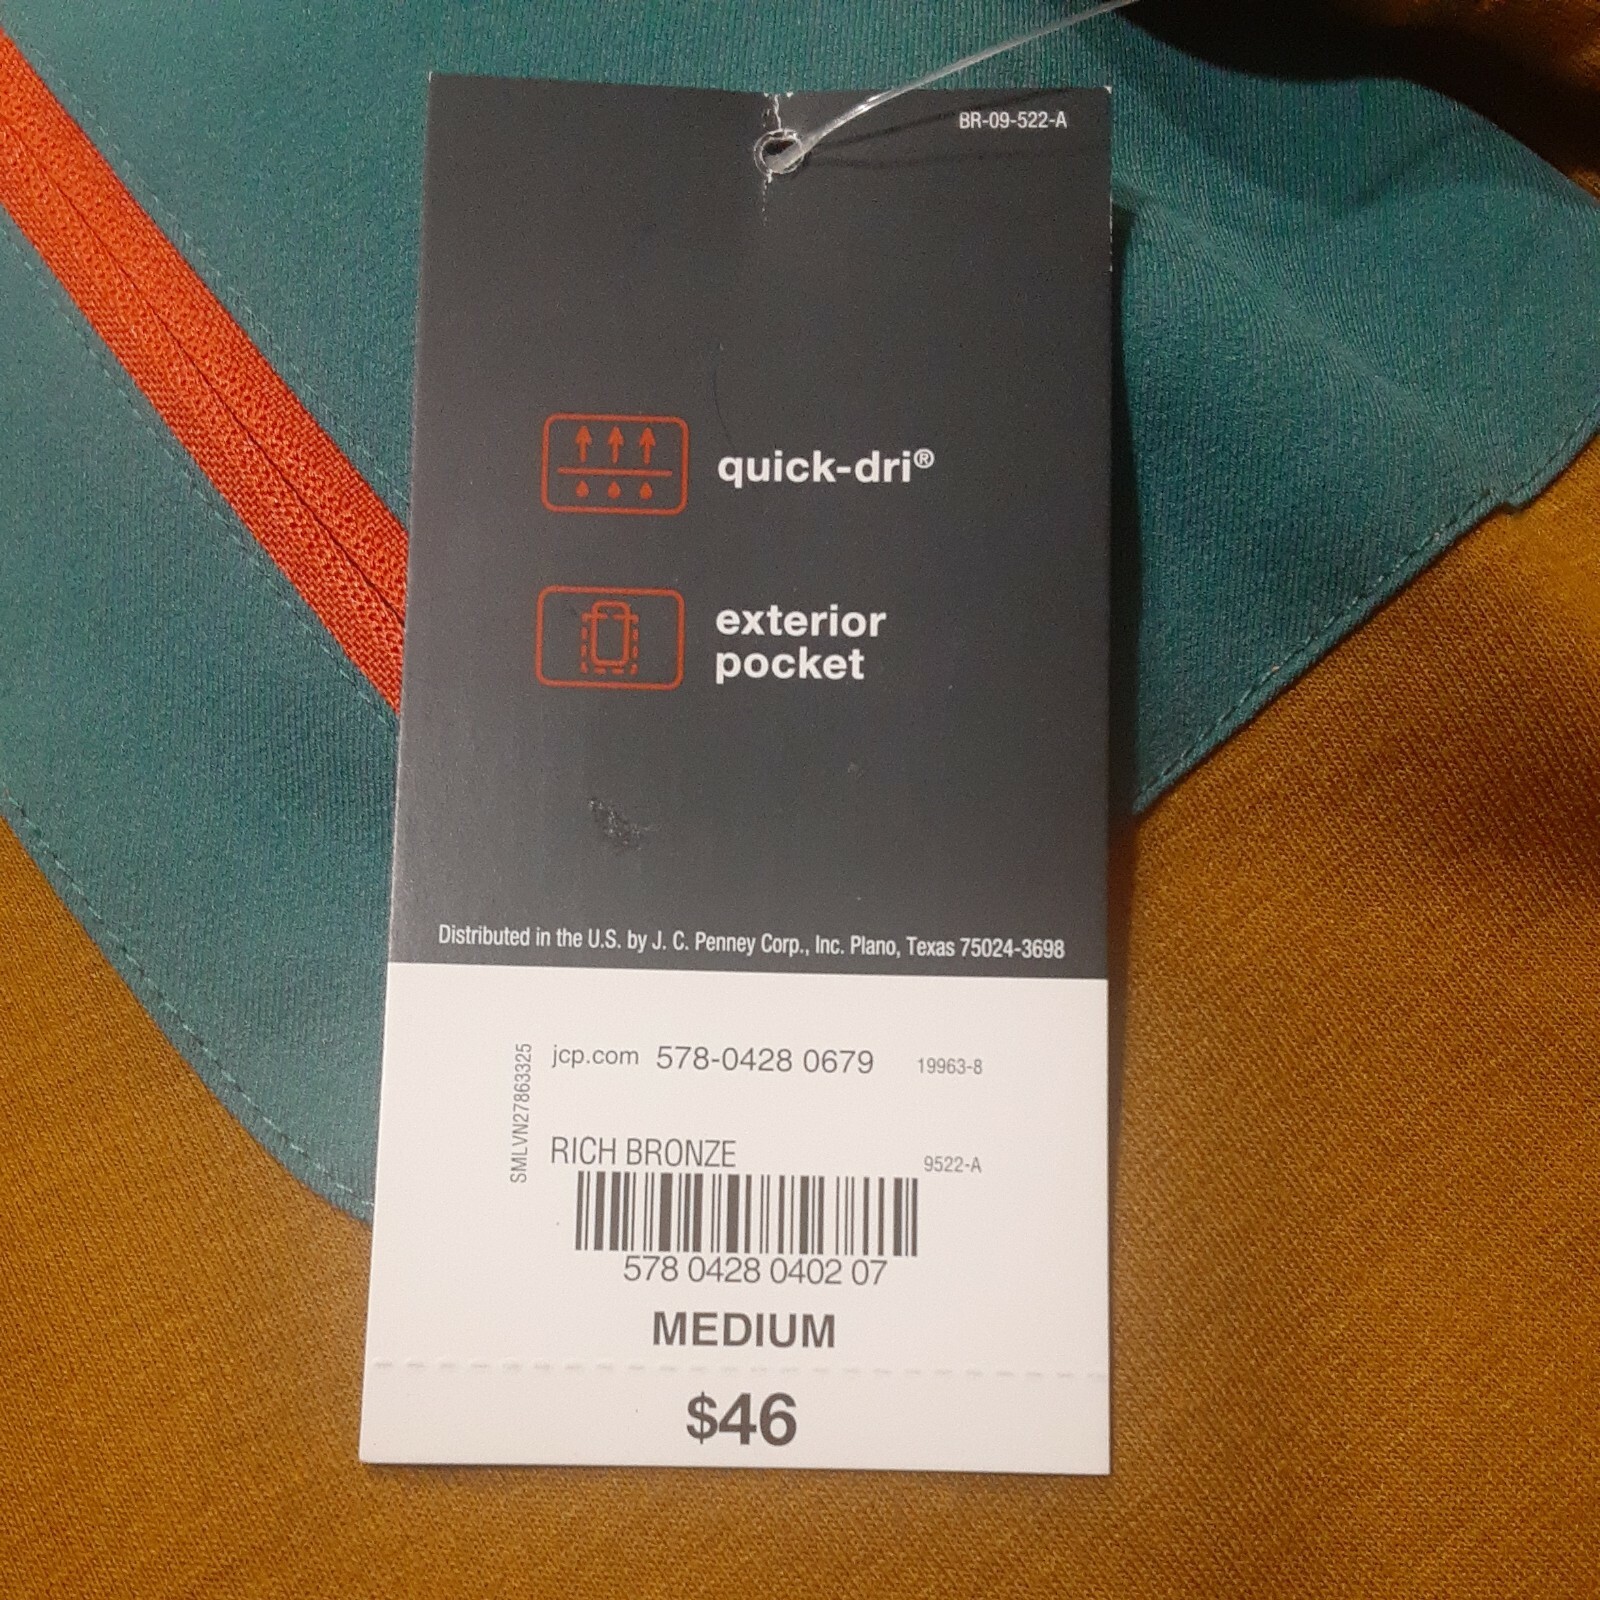 BR-09-522-A
quick-dri®
exterior
pocket
Distributed in the U.S. by J. C. Penney Corp., Inc. Plano, Texas 75024-3698
SMLVN27863325
jcp.com 578-0428 0679 19963-8
RICH BRONZE 9522-A
578 0428 0402 07
MEDIUM
$46